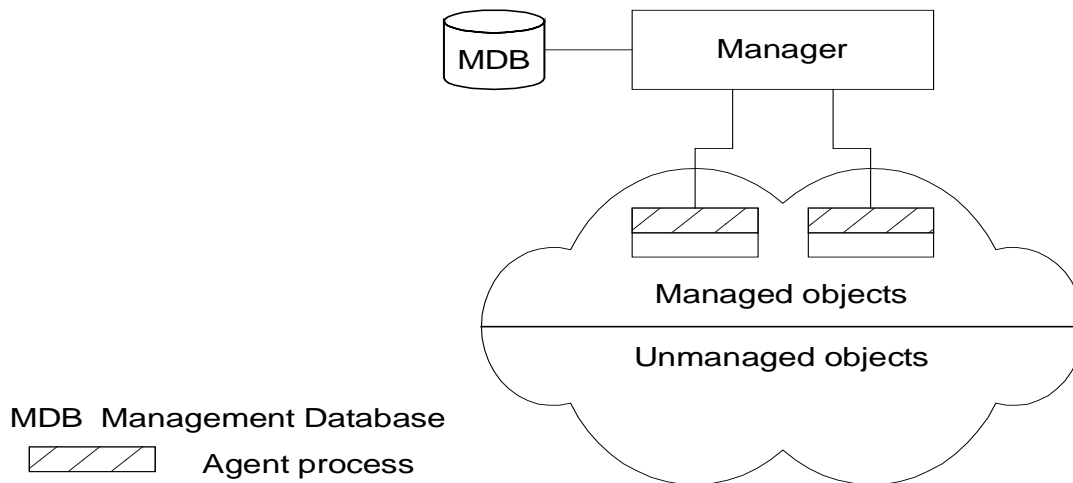 MDB
Manager
Managed objects
Unmanaged objects
MDB Management Database
Agent process